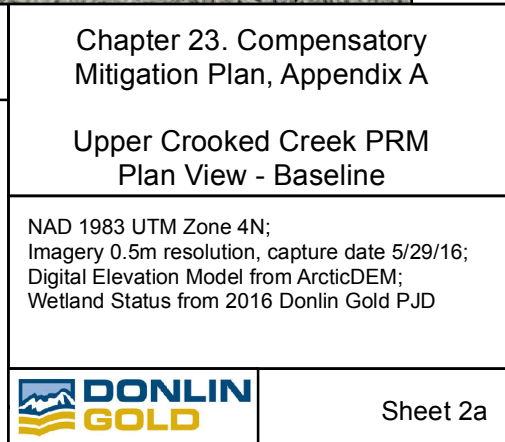 Chapter 23. Compensatory
Mitigation Plan, Appendix A
Upper Crooked Creek PRM
Plan View - Baseline
NAD 1983 UTM Zone 4N;
Imagery 0.5m resolution, capture date 5/29/16;
Digital Elevation Model from ArcticDEM;
Wetland Status from 2016 Donlin Gold PJD
DONLIN
GOLD
Sheet 2a